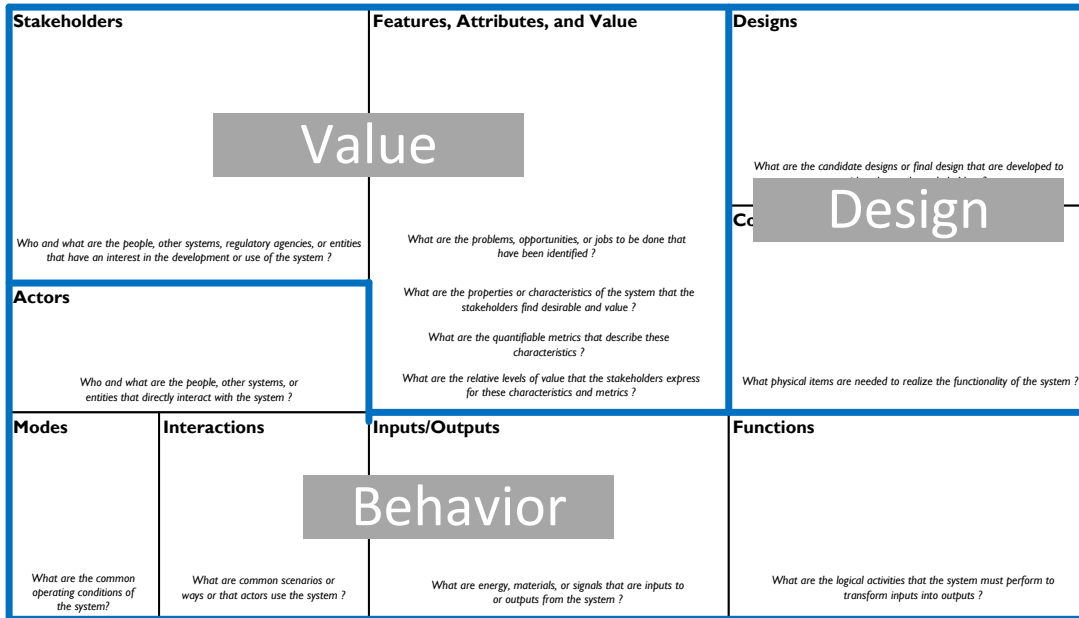 Stakeholders
Who and what are the people, other systems, regulatory agencies, or entities
that have an interest in the development or use of the system ?
Features, Attributes, and Value
What are the problems, opportunities, or jobs to be done that
have been identified ?
What are the properties or characteristics of the system that the
stakeholders find desirable and value ?
What are the quantifiable metrics that describe these
characteristics ?
What are the relative levels of value that the stakeholders express
for these characteristics and metrics ?
Value
Designs
What are the candidate designs or final design that are developed to
Design
Co
What physical items are needed to realize the functionality of the system ?
Actors
Who and what are the people, other systems, or
entities that directly interact with the system ?
Modes
What are the common
operating conditions of
the system?
Interactions
What are common scenarios or
ways or that actors use the system ?
Behavior
Inputs/Outputs
What are energy, materials, or signals that are inputs to
or outputs from the system ?
Functions
What are the logical activities that the system must perform to
transform inputs into outputs ?